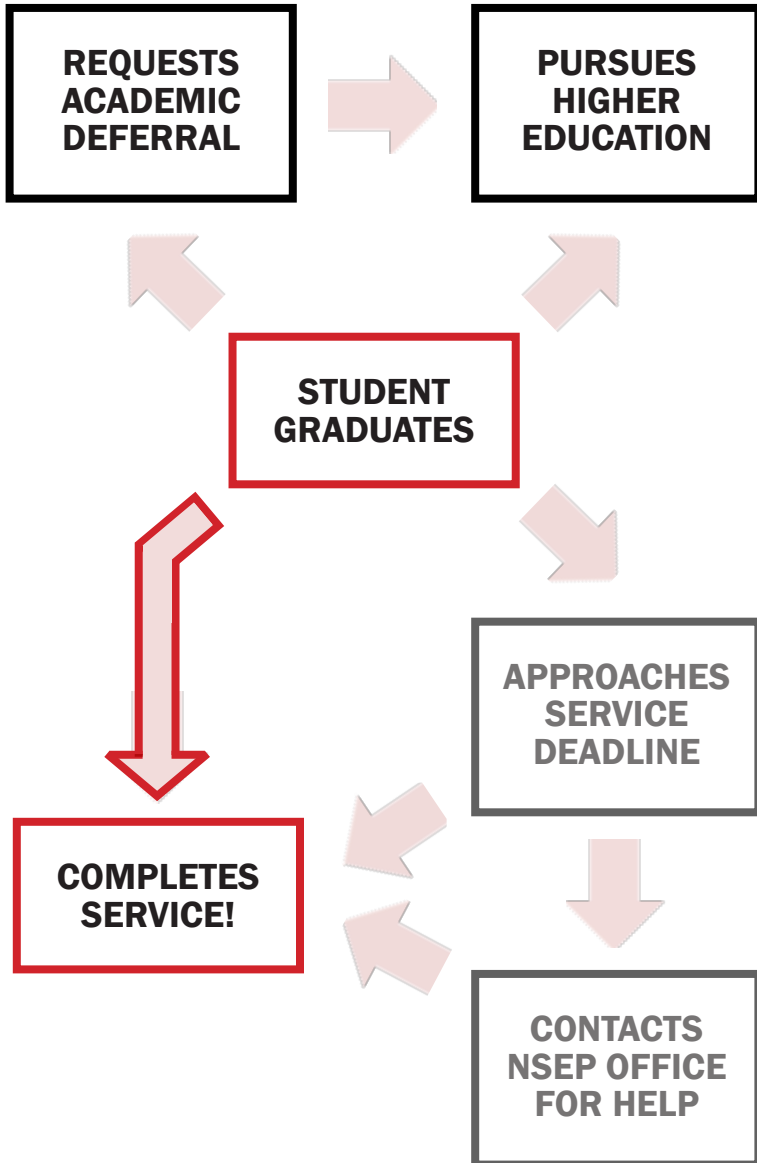 REQUESTS
ACADEMIC
DEFERRAL
PURSUES
HIGHER
EDUCATION
STUDENT
GRADUATES
APPROACHES
SERVICE
DEADLINE
COMPLETES
SERVICE!
CONTACTS
NSEP OFFICE
FOR HELP